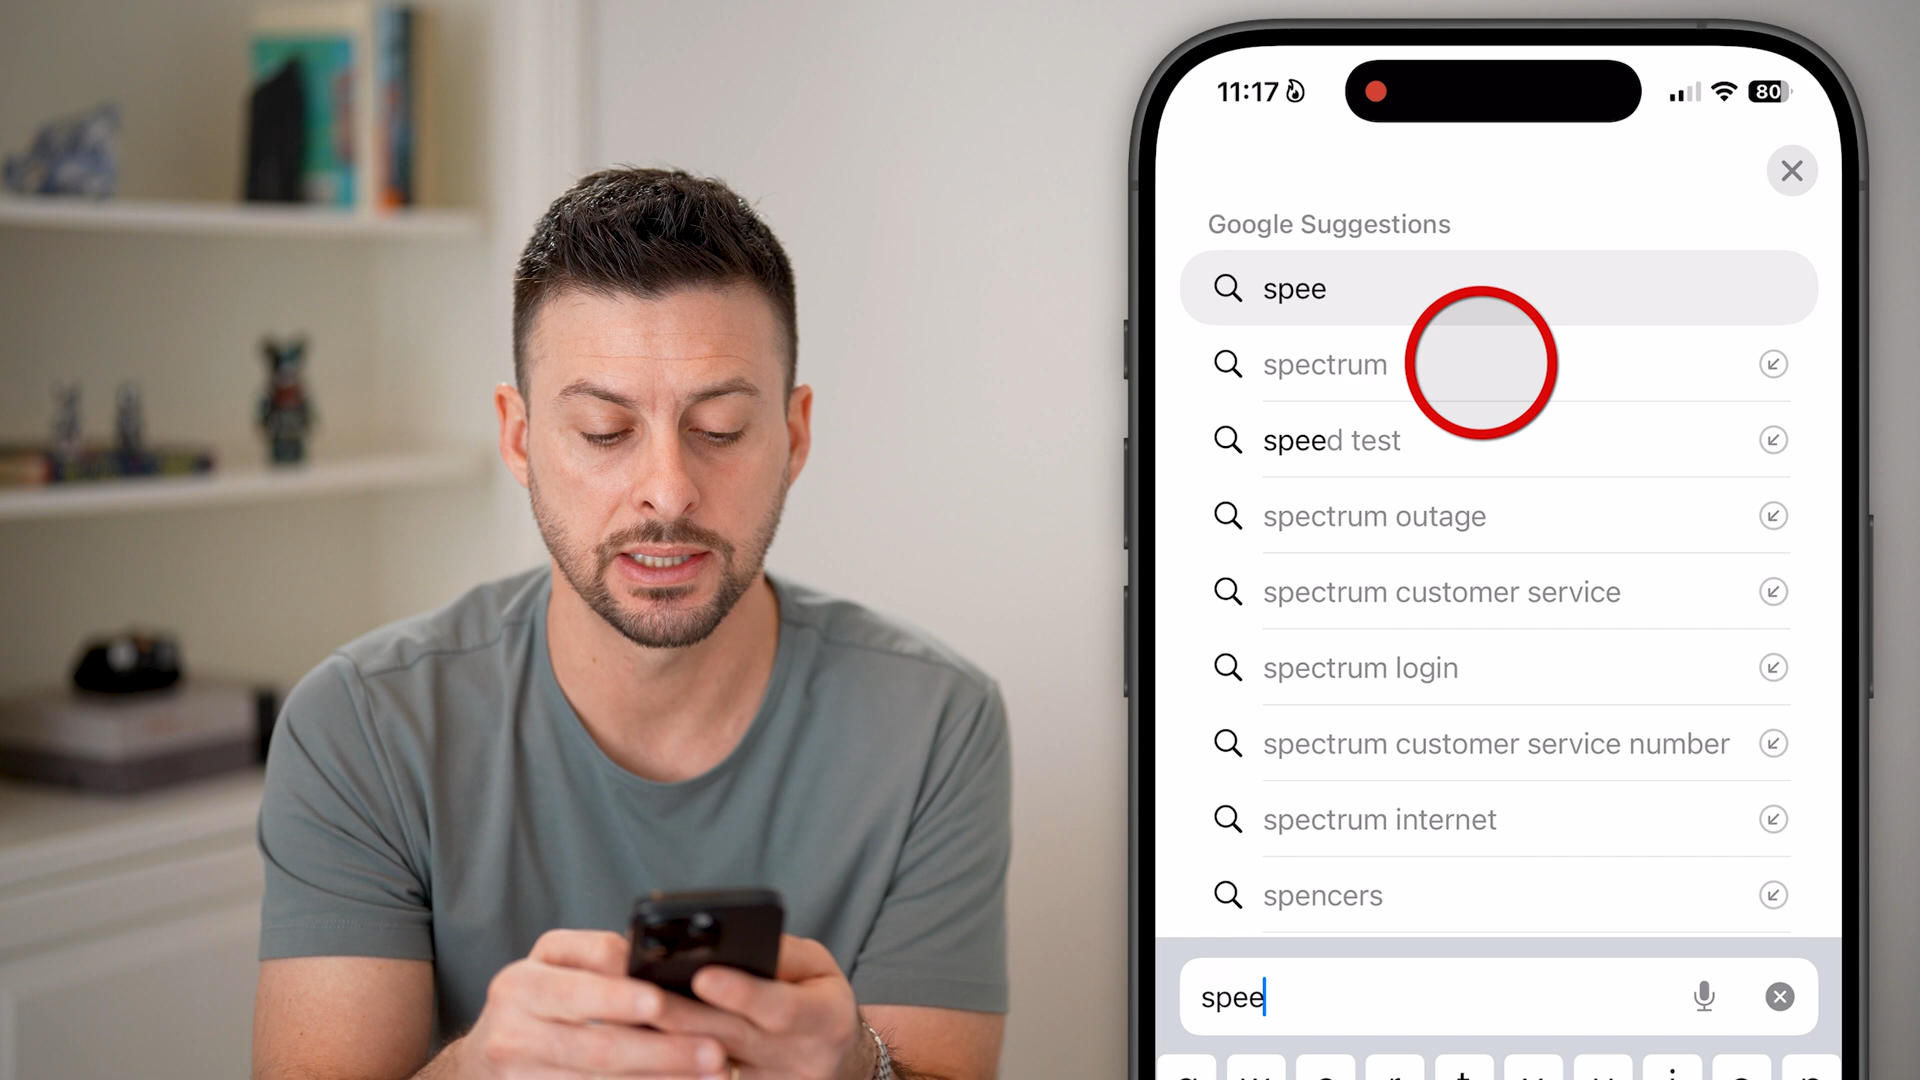 11:17
80
Google Suggestions
spee
spectrum
speed test
spectrum outage
spectrum customer service
spectrum login
spectrum customer service number
spectrum internet
spencers
spee